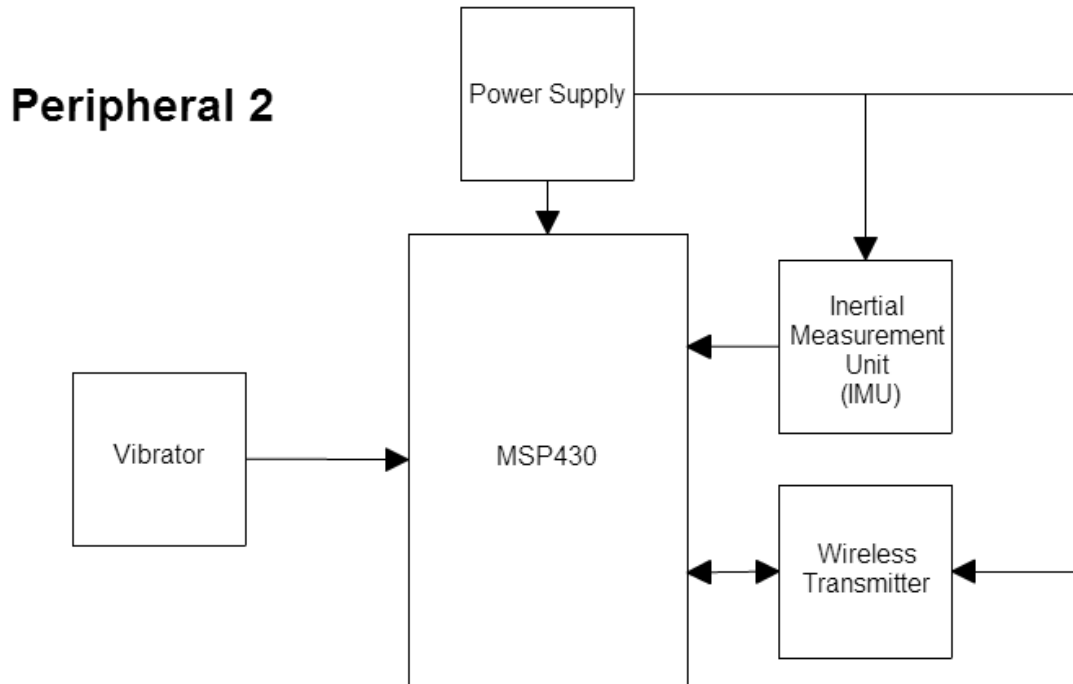 Peripheral 2
Power Supply
Inertial
Measurement
Unit
(IMU)
Vibrator
MSP430
Wireless
Transmitter